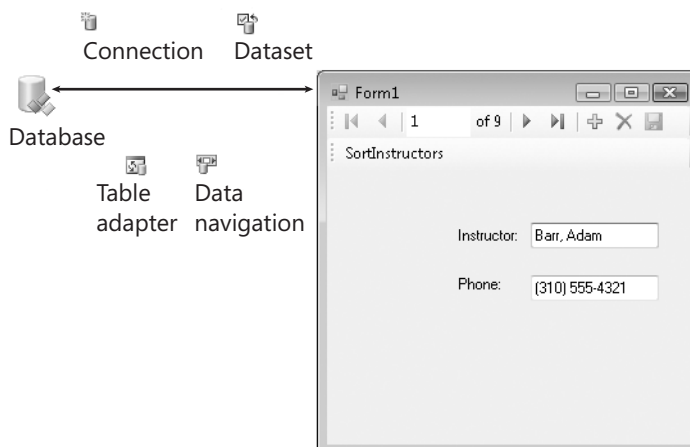 Connection
Dataset
Database
Table
adapter
Data
navigation
Form1
1 of 9
SortInstructors
Instructor: Barr, Adam
Phone: (310) 555-4321